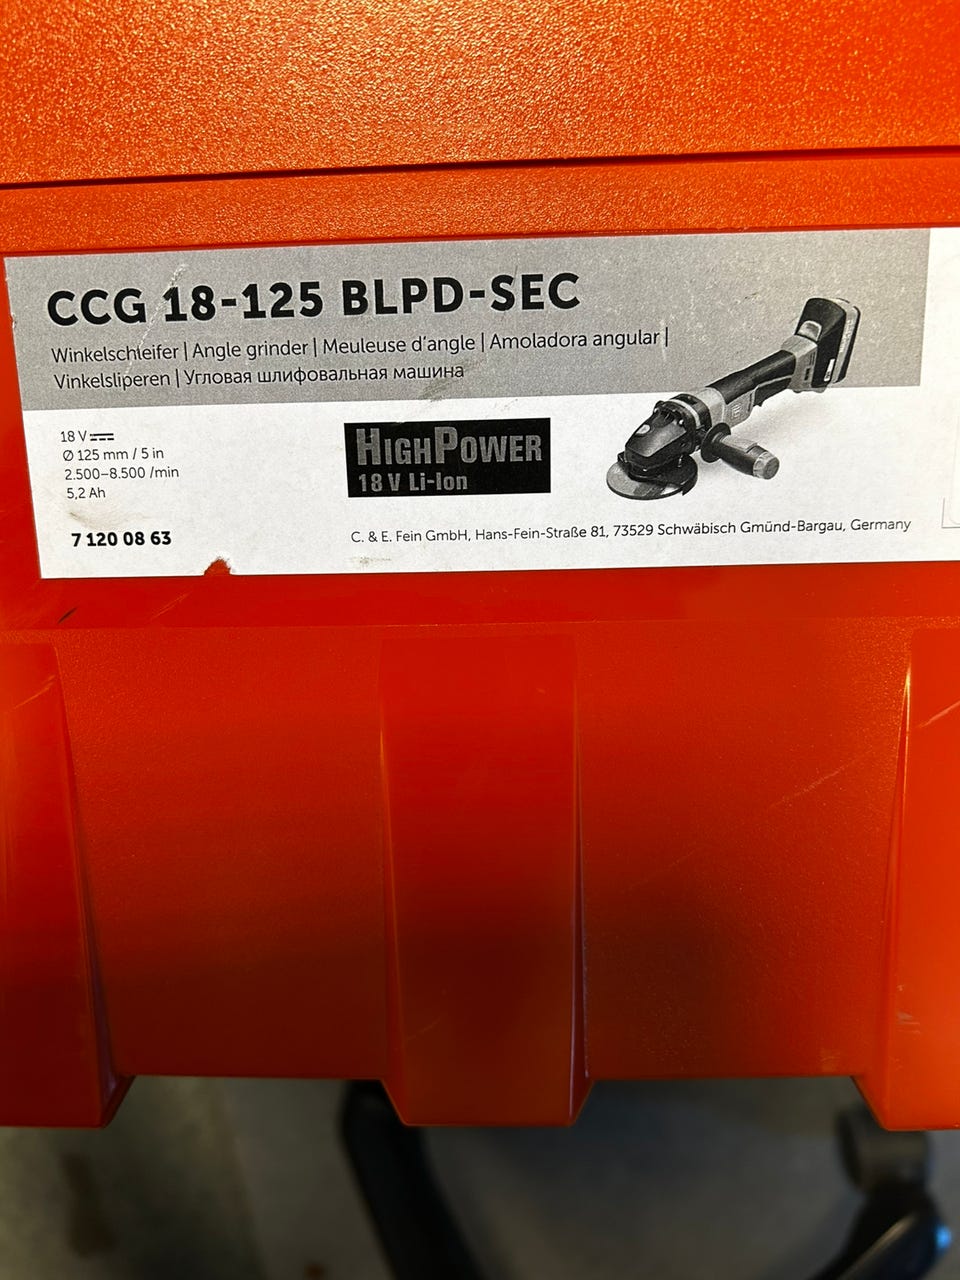 CCG 18-125 BLPD-SEC
Winkelschleifer | Angle grinder | Meuleuse d'angle | Amoladora angular |
Vinkelsliperen | Угловая шлифовальная машина
18 V
Ø 125 mm / 5 in
2.500–8.500 /min
5,2 Ah
HIGHPOWER
18 V Li-Ion
7 120 08 63
C. & E. Fein GmbH, Hans-Fein-Straße 81, 73529 Schwäbisch Gmünd-Bargau, Germany